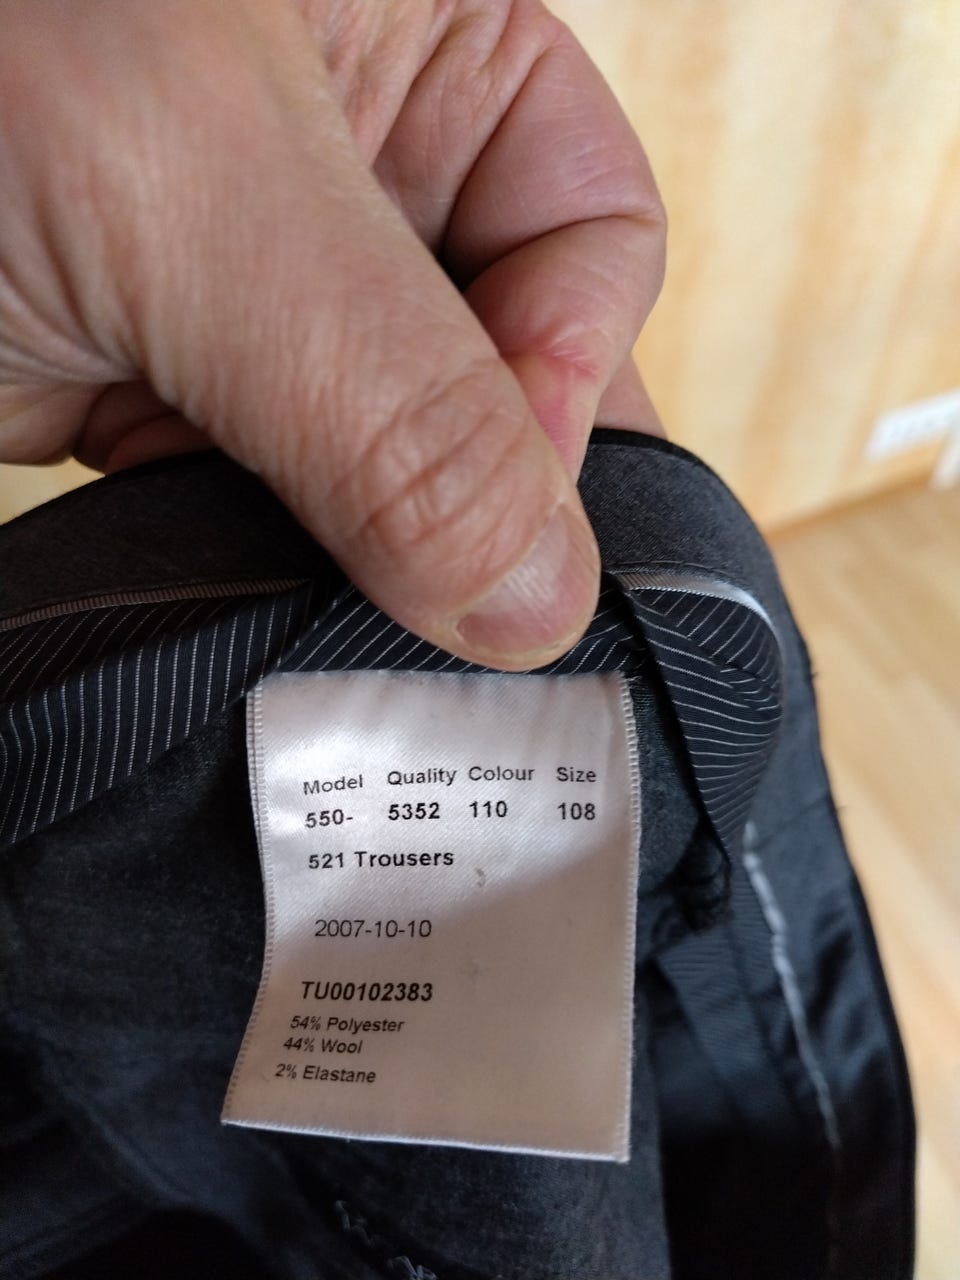 Model Quality Colour Size
550- 5352 110 108
521 Trousers
2007-10-10
TU00102383
54% Polyester
44% Wool
2% Elastane